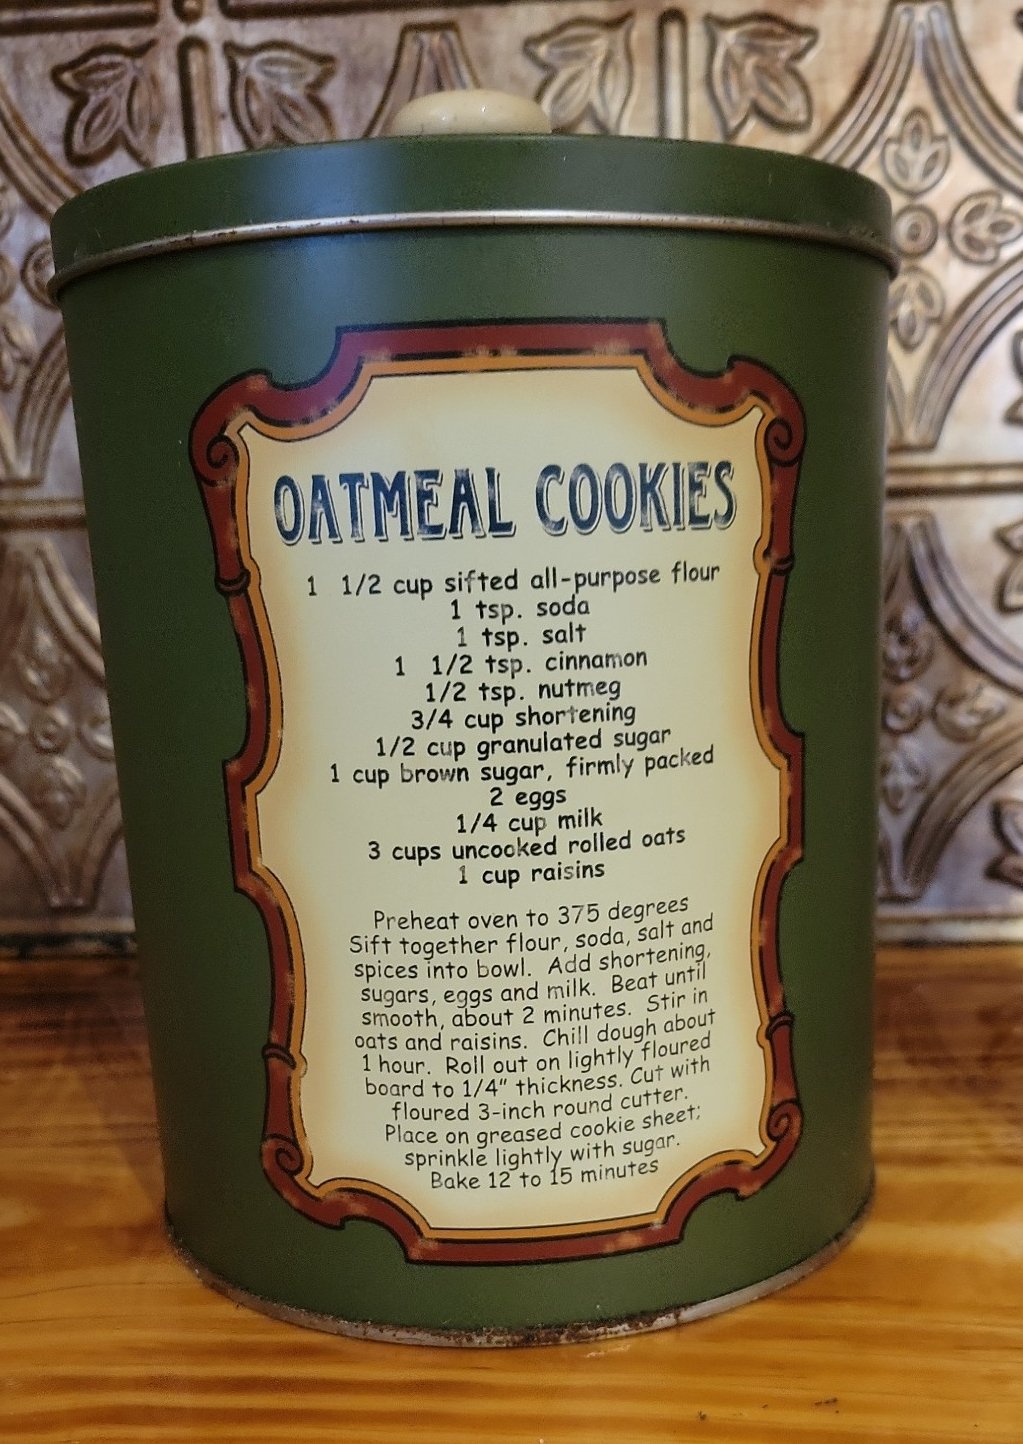 OATMEAL COOKIES
1 1/2 cup sifted all-purpose flour
1 tsp. soda
1 tsp. salt
1 1/2 tsp. cinnamon
1/2 tsp. nutmeg
3/4 cup shortening
1/2 cup granulated sugar
1 cup brown sugar, firmly packed
2 eggs
1/4 cup milk
3 cups uncooked rolled oats
1 cup raisins
Preheat oven to 375 degrees
Sift together flour, soda, salt and
spices into bowl. Add shortening,
sugars, eggs and milk. Beat until
smooth, about 2 minutes. Stir in
oats and raisins. Chill dough about
1 hour. Roll out on lightly floured
board to 1/4" thickness. Cut with
floured 3-inch round cutter.
Place on greased cookie sheet;
sprinkle lightly with sugar.
Bake 12 to 15 minutes